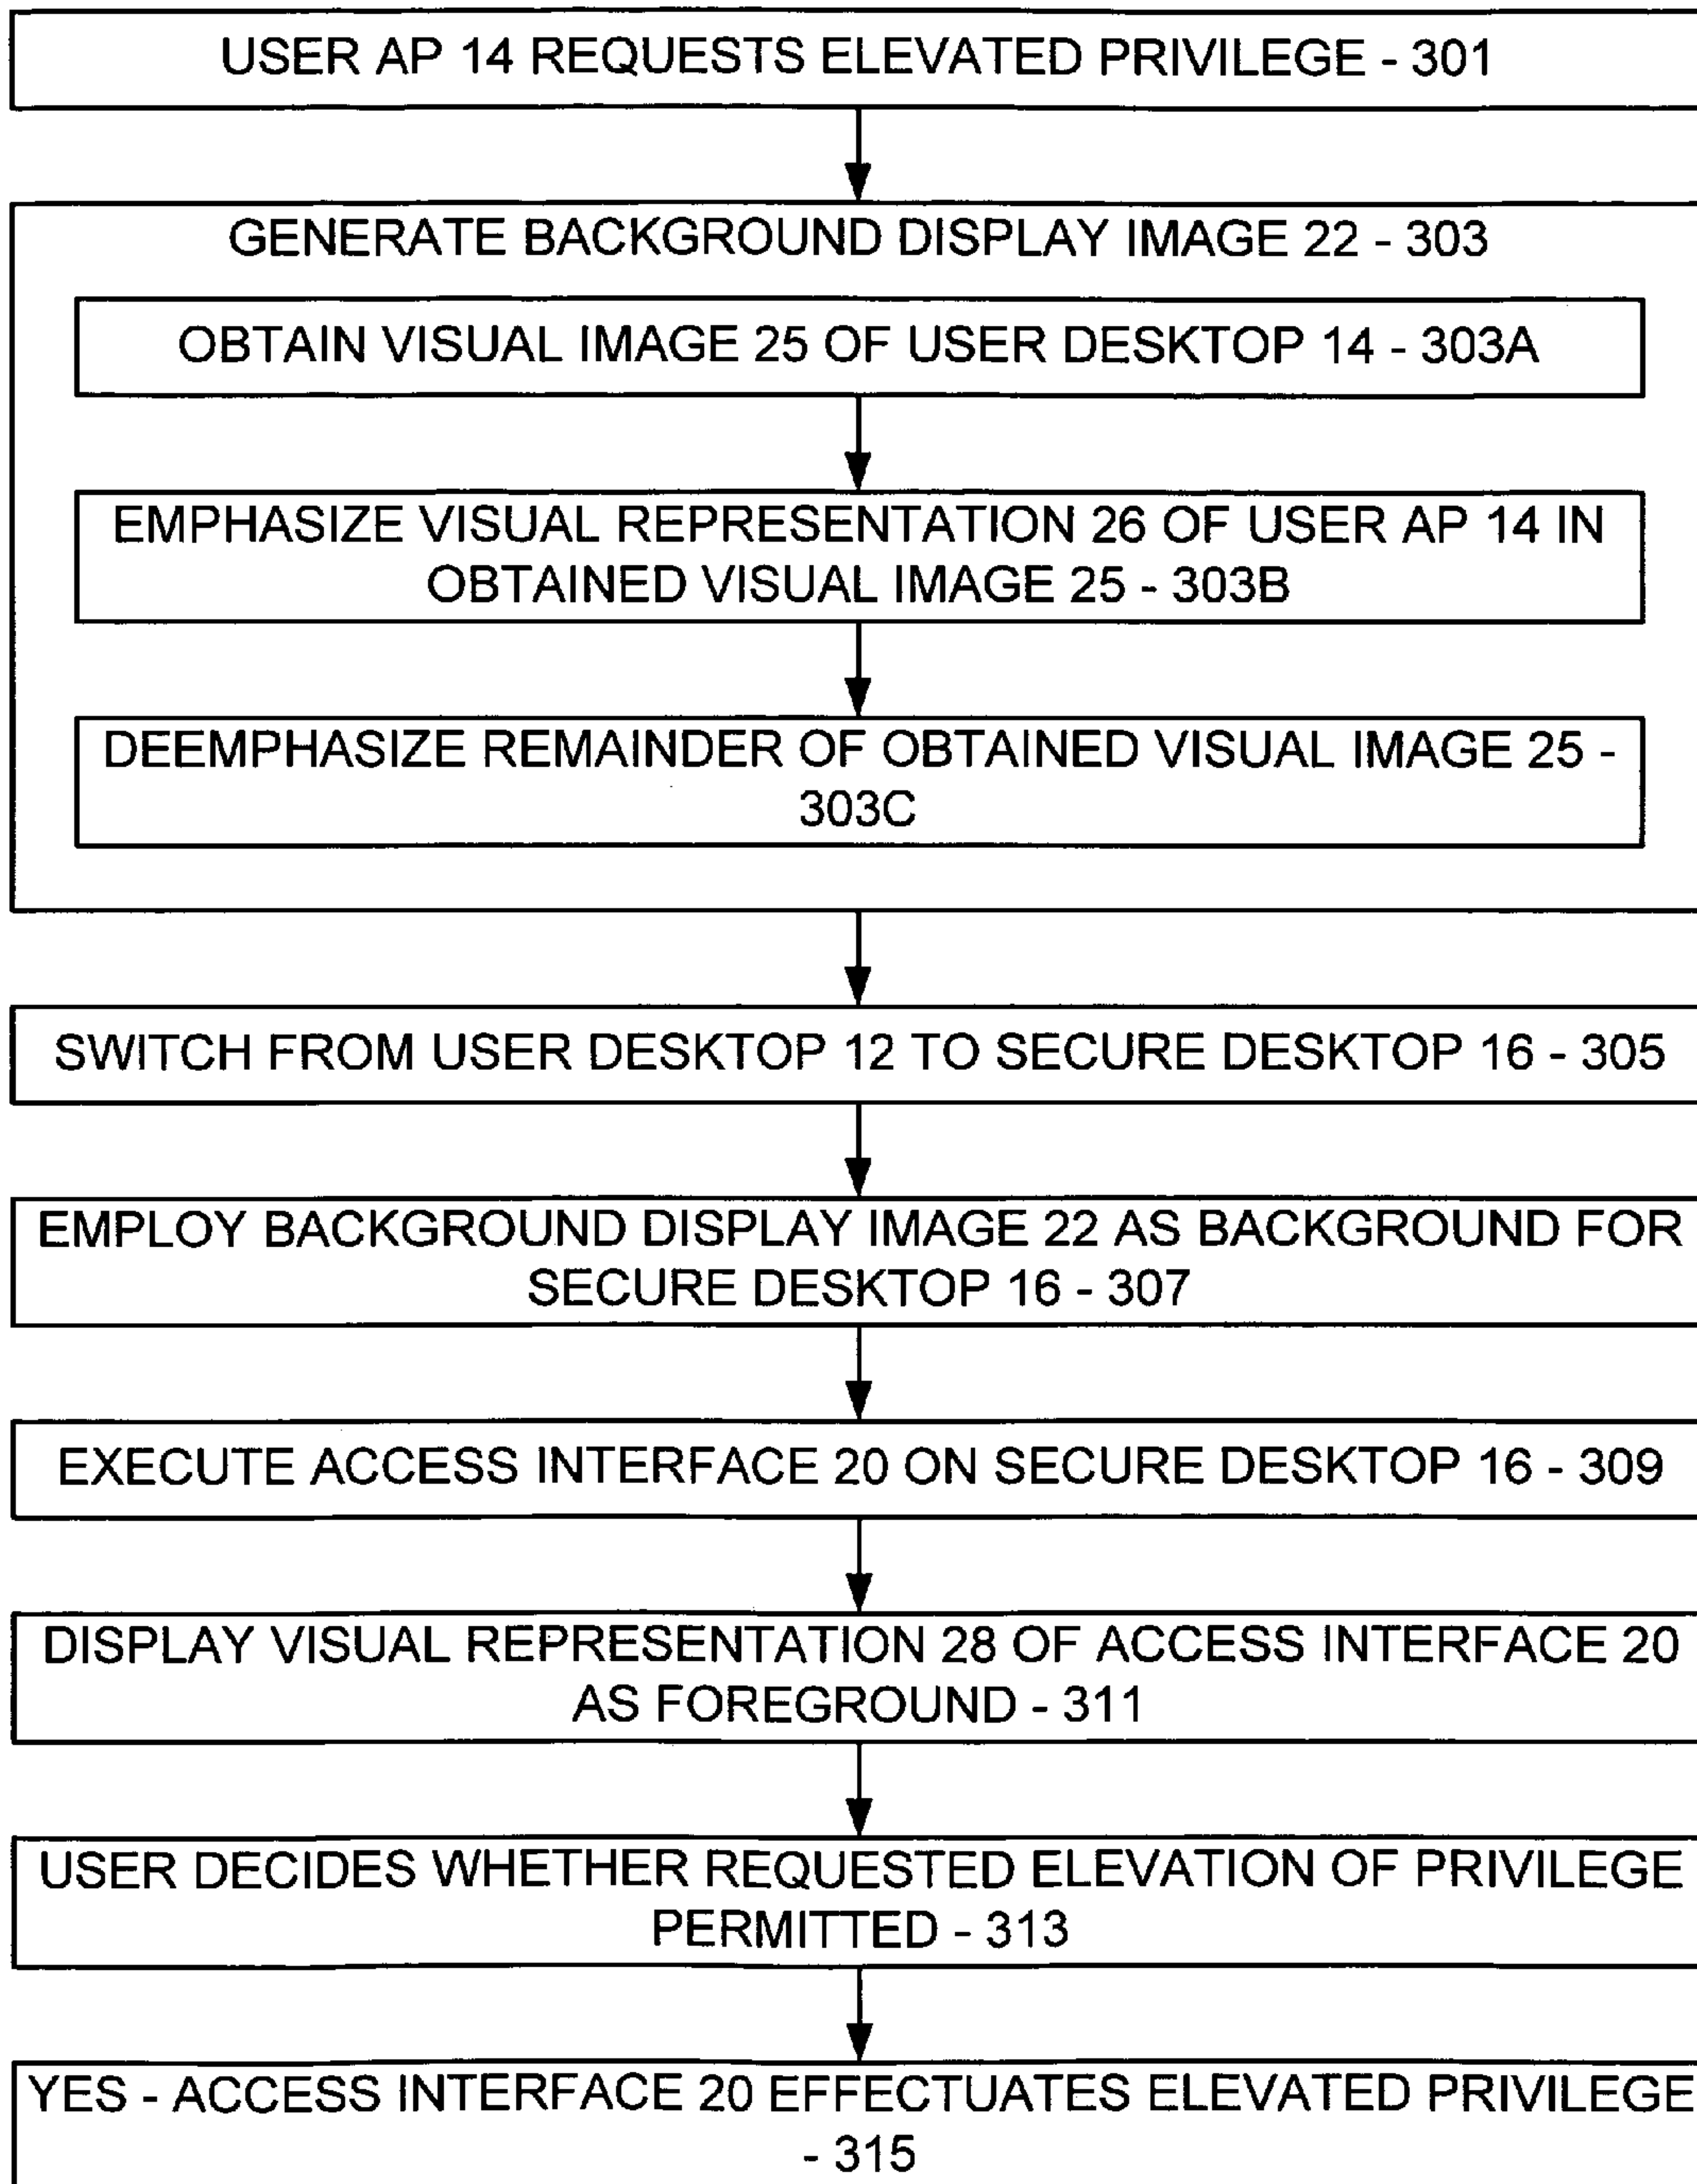 USER AP 14 REQUESTS ELEVATED PRIVILEGE - 301
GENERATE BACKGROUND DISPLAY IMAGE 22 - 303
OBTAIN VISUAL IMAGE 25 OF USER DESKTOP 14 - 303A
EMPHASIZE VISUAL REPRESENTATION 26 OF USER AP 14 IN
OBTAINED VISUAL IMAGE 25 - 303B
DEEMPHASIZE REMAINDER OF OBTAINED VISUAL IMAGE 25 -
303C
SWITCH FROM USER DESKTOP 12 TO SECURE DESKTOP 16 - 305
EMPLOY BACKGROUND DISPLAY IMAGE 22 AS BACKGROUND FOR
SECURE DESKTOP 16 - 307
EXECUTE ACCESS INTERFACE 20 ON SECURE DESKTOP 16 - 309
DISPLAY VISUAL REPRESENTATION 28 OF ACCESS INTERFACE 20
AS FOREGROUND - 311
USER DECIDES WHETHER REQUESTED ELEVATION OF PRIVILEGE
PERMITTED - 313
YES - ACCESS INTERFACE 20 EFFECTUATES ELEVATED PRIVILEGE
- 315